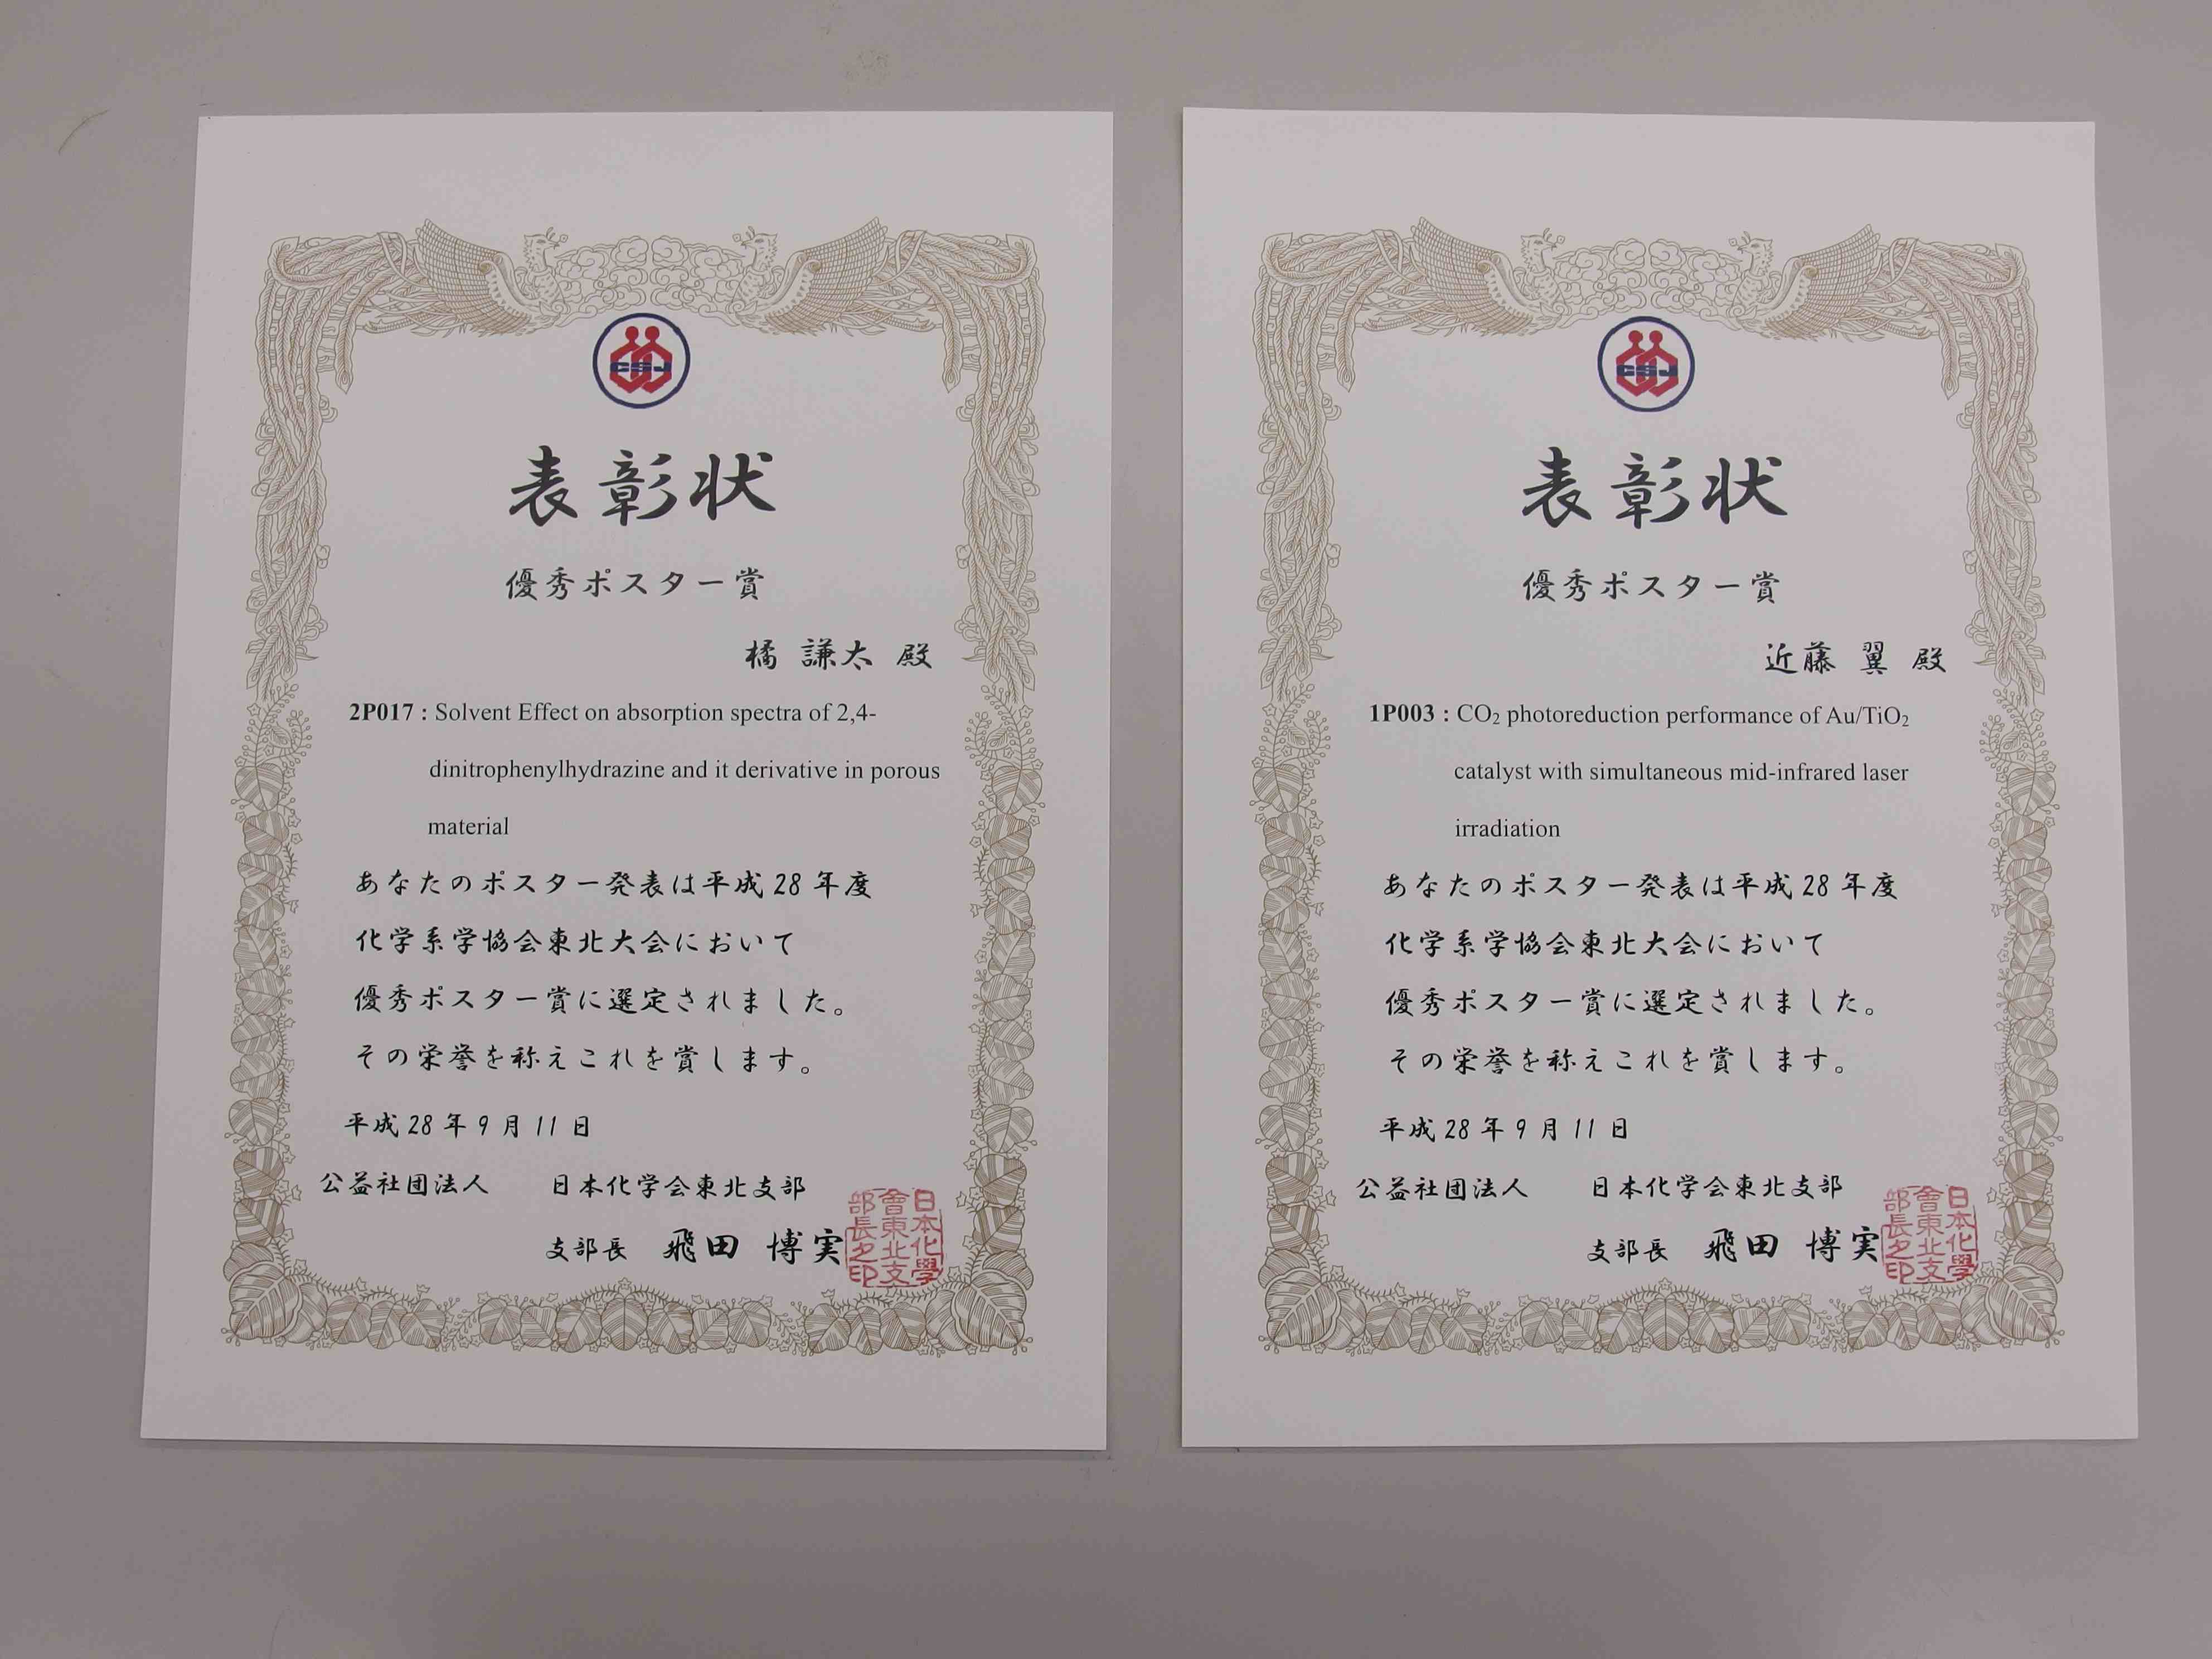 CSJ
表彰状
優秀ポスター賞
橘 謙太 殿
2P017 : Solvent Effect on absorption spectra of 2,4-
dinitrophenylhydrazine and it derivative in porous
material
あなたのポスター発表は平成28年度
化学系学協会東北大会において
優秀ポスター賞に選定されました。
その栄誉を称えこれを賞します。
平成28年9月11日
公益社団法人 日本化学会東北支部
支部長 飛田 博実
日本化學
會東北支
部長之印
CSJ
表彰状
優秀ポスター賞
近藤 翼 殿
1P003 : CO₂ photoreduction performance of Au/TiO₂
catalyst with simultaneous mid-infrared laser
irradiation
あなたのポスター発表は平成28年度
化学系学協会東北大会において
優秀ポスター賞に選定されました。
その栄誉を称えこれを賞します。
平成28年9月11日
公益社団法人 日本化学会東北支部
支部長 飛田 博実
日本化學
會東北支
部長之印